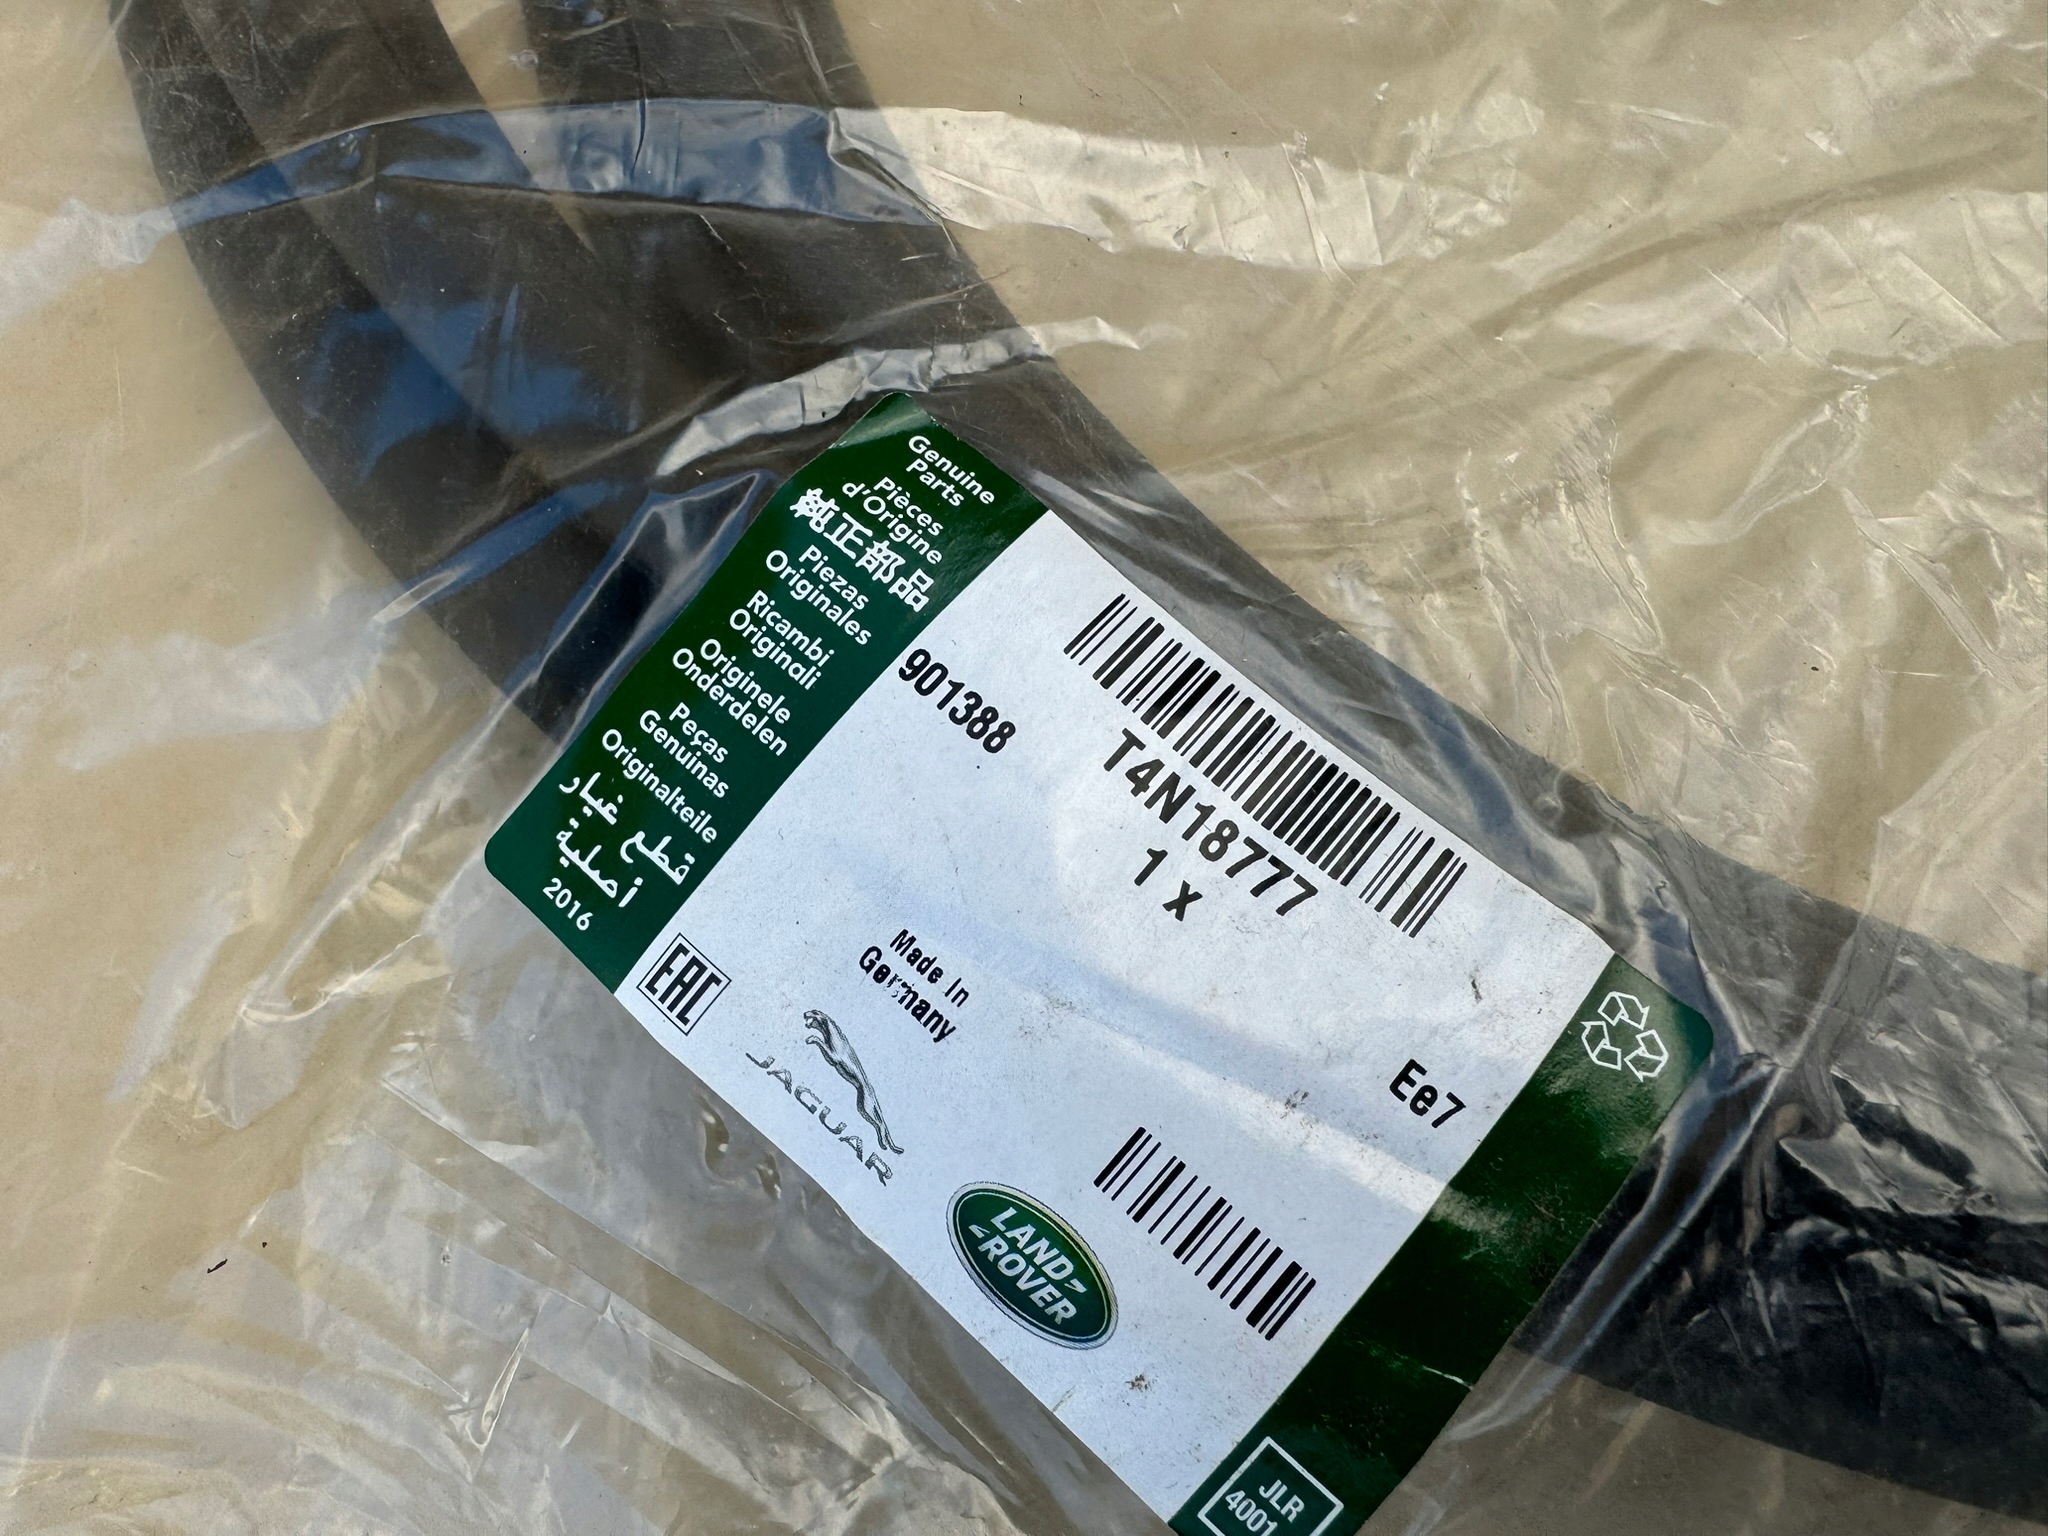 Genuine
Parts
Pièces
d'Origine
純正部品
Piezas
Originales
Ricambi
Originali
Originele
Onderdelen
Peças
Genuinas
Originalteile
قطع غيار
أصلية
2016
901388
T4N18777
1 x
Made In
Germany
EAC
JAGUAR
LAND
ROVER
Ee7
JLR
4001